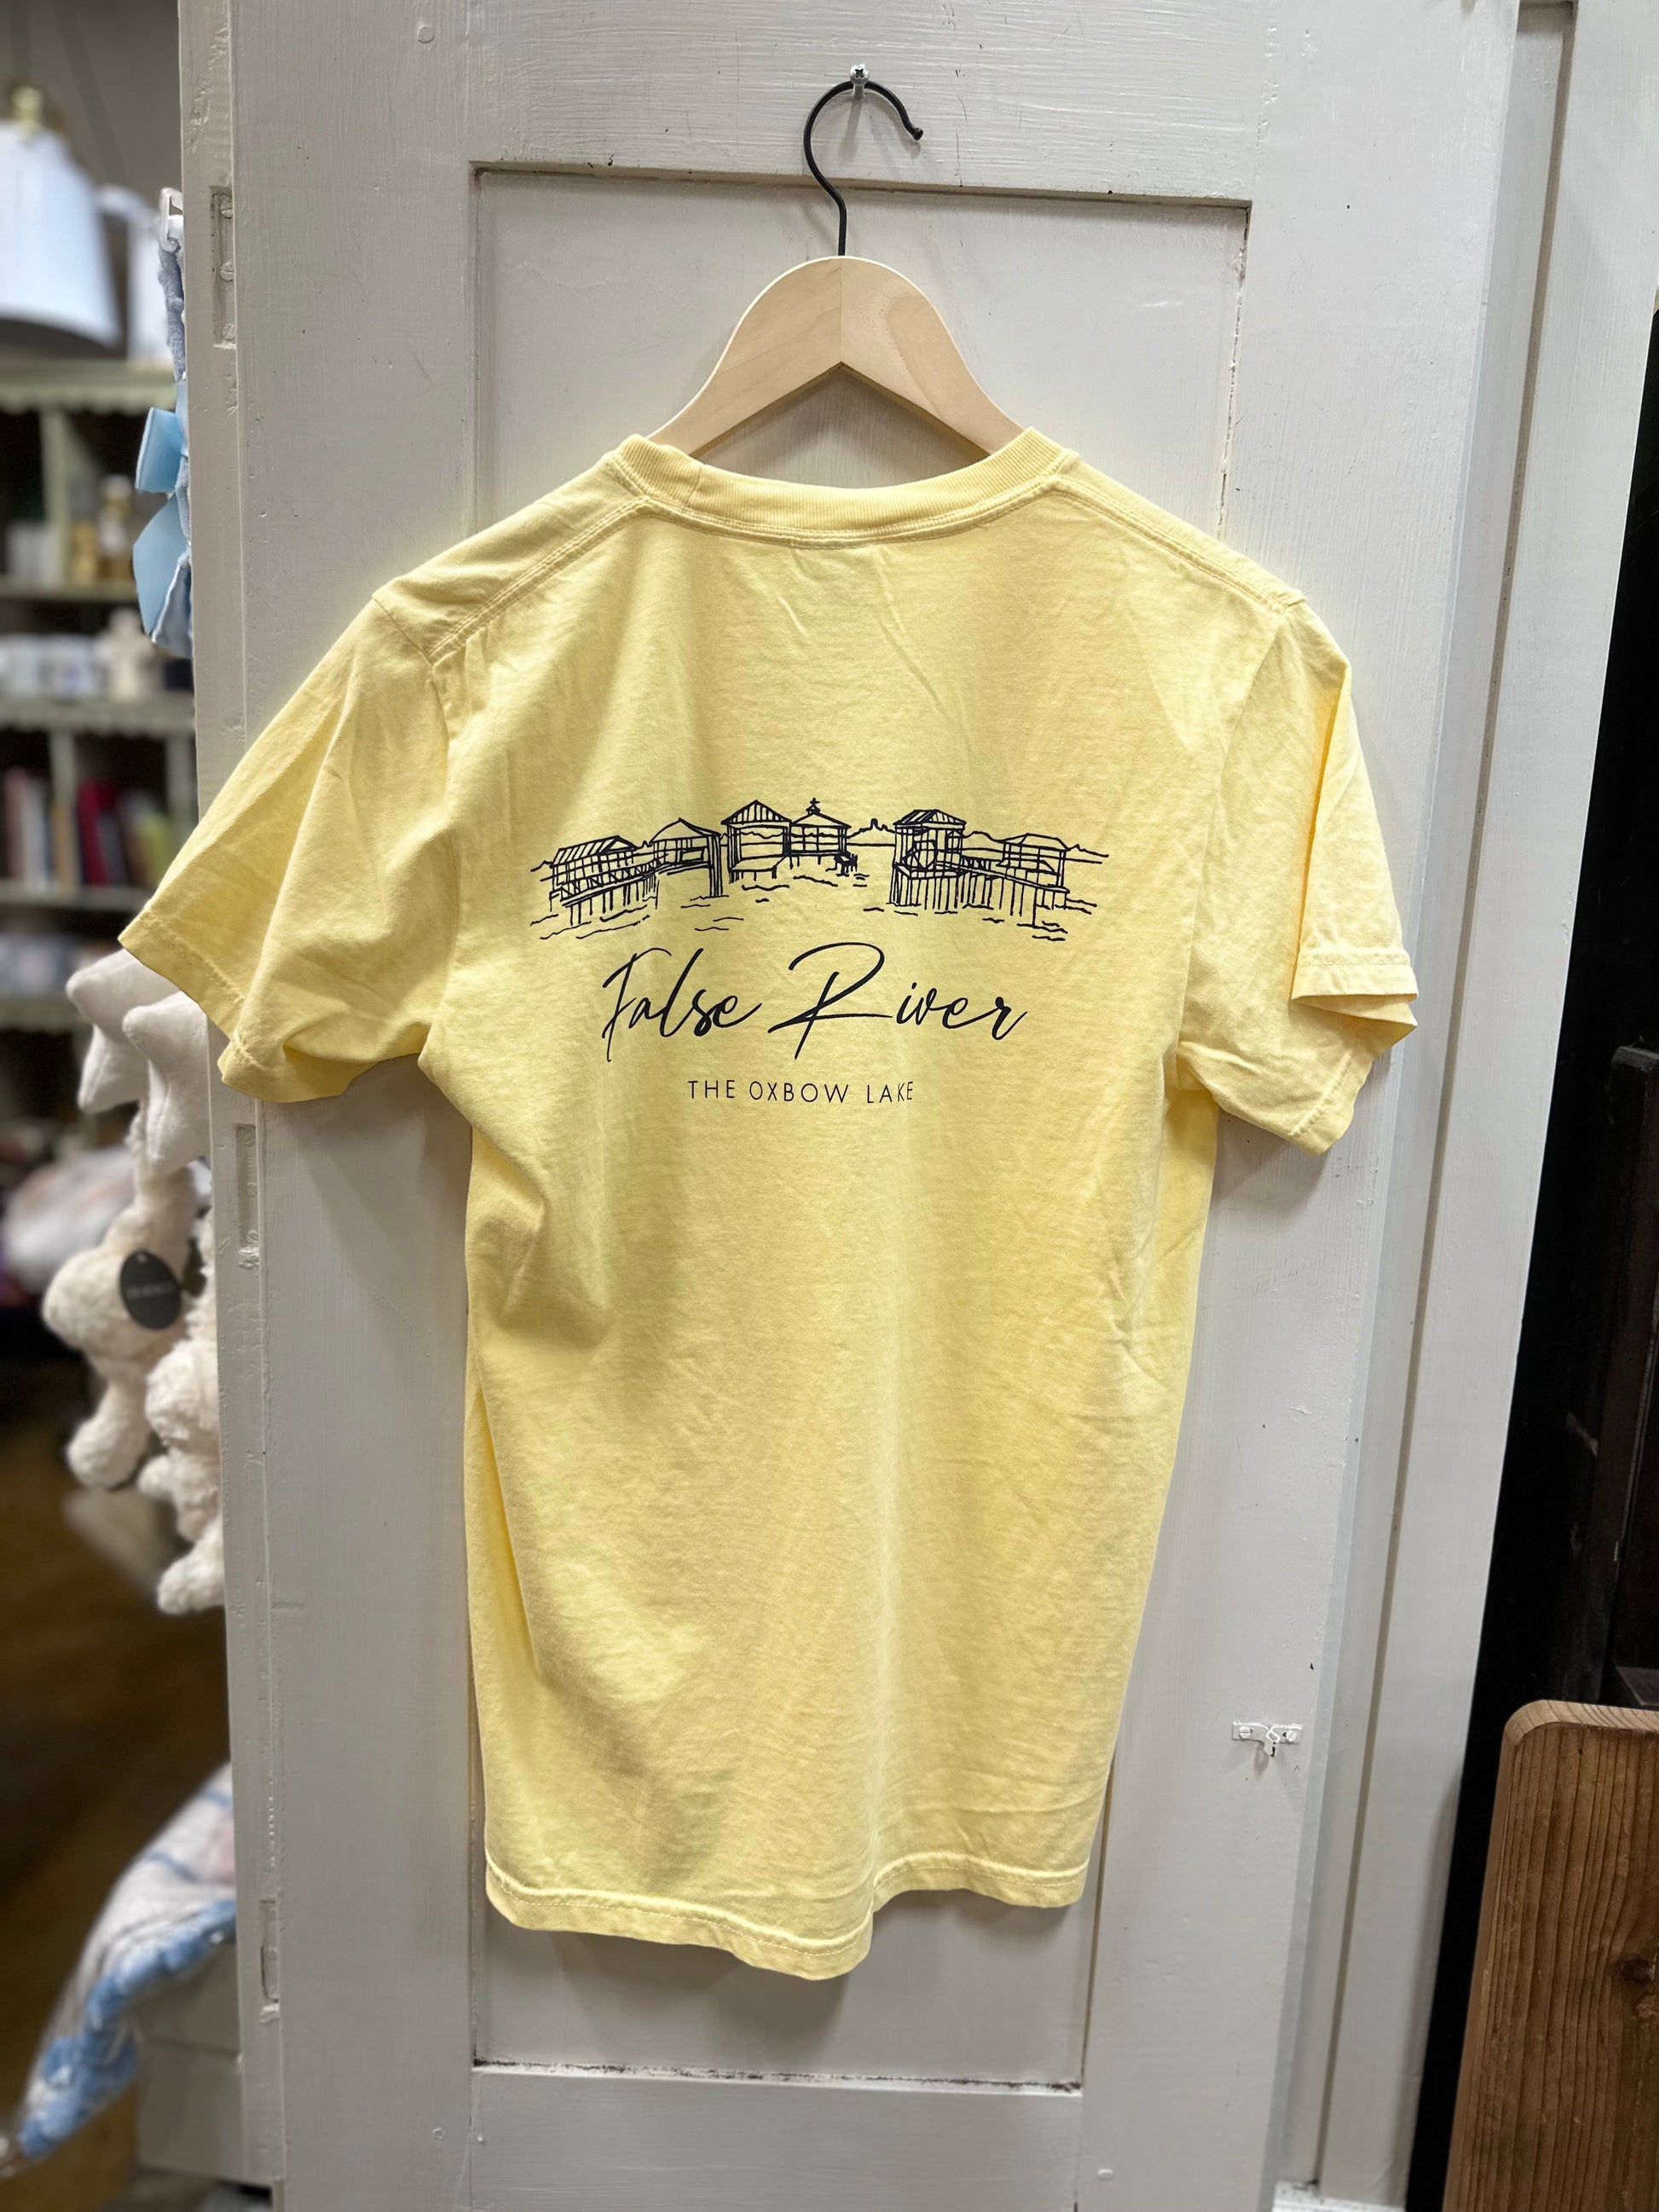 False River
THE OXBOW LAKE